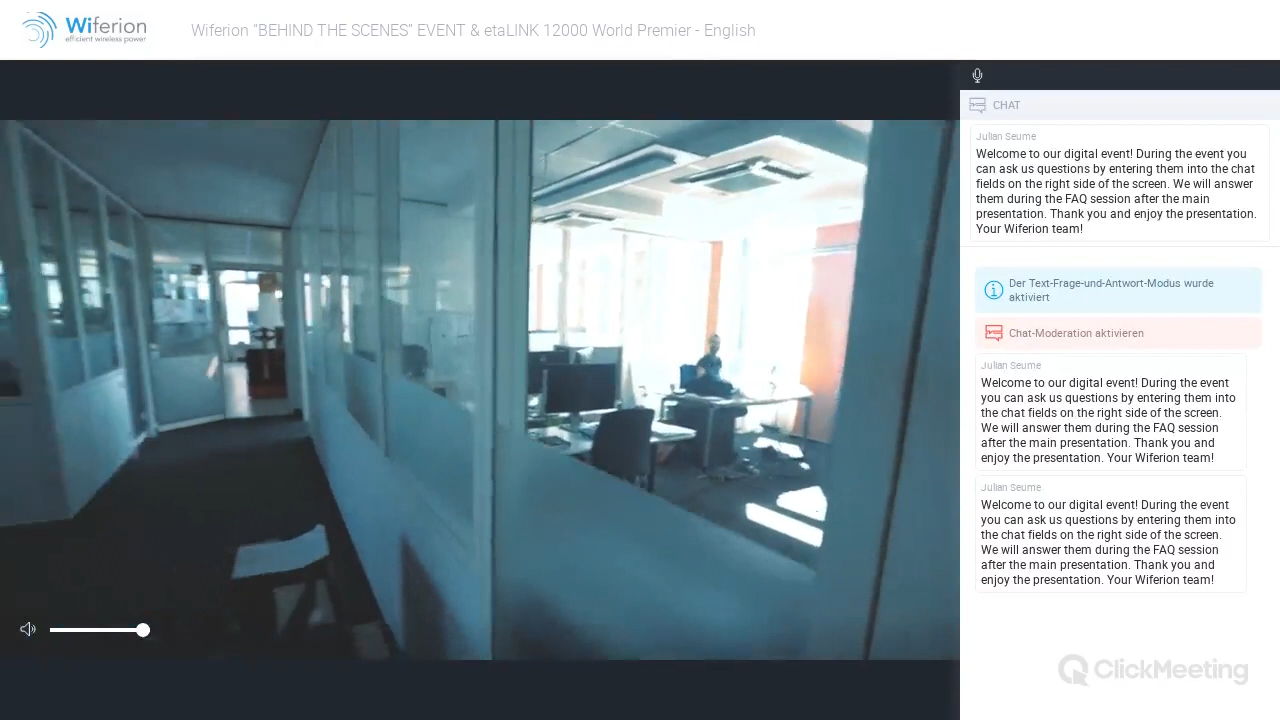 Wiferion
efficient wireless power
Wiferion "BEHIND THE SCENES" EVENT & etaLINK 12000 World Premier - English
CHAT
Julian Seume
Welcome to our digital event! During the event you
can ask us questions by entering them into the chat
fields on the right side of the screen. We will answer
them during the FAQ session after the main
presentation. Thank you and enjoy the presentation.
Your Wiferion team!
Der Text-Frage-und-Antwort-Modus wurde
aktiviert
Chat-Moderation aktivieren
Julian Seume
Welcome to our digital event! During the event
you can ask us questions by entering them into
the chat fields on the right side of the screen.
We will answer them during the FAQ session
after the main presentation. Thank you and
enjoy the presentation. Your Wiferion team!
Julian Seume
Welcome to our digital event! During the event
you can ask us questions by entering them into
the chat fields on the right side of the screen.
We will answer them during the FAQ session
after the main presentation. Thank you and
enjoy the presentation. Your Wiferion team!
ClickMeeting